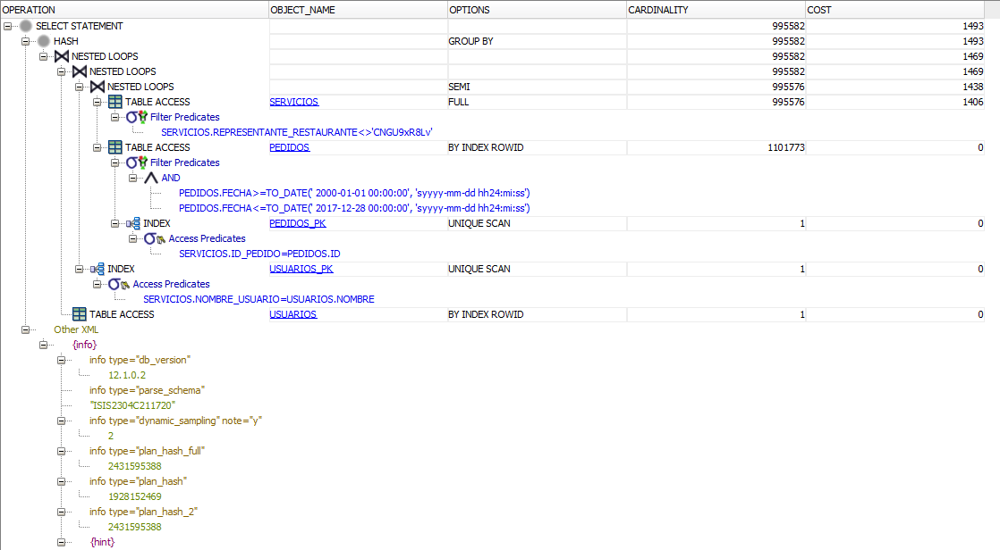 OPERATION OBJECT_NAME OPTIONS CARDINALITY COST
SELECT STATEMENT 995582 1493
HASH GROUP BY 995582 1493
NESTED LOOPS 995582 1469
NESTED LOOPS 995582 1469
NESTED LOOPS SEMI 995576 1438
TABLE ACCESS SERVICIOS FULL 995576 1406
Filter Predicates
SERVICIOS.REPRESENTANTE_RESTAURANTE<>'CNGU9xR8Lv'
TABLE ACCESS PEDIDOS BY INDEX ROWID 1101773 0
Filter Predicates
AND
PEDIDOS.FECHA>=TO_DATE(' 2000-01-01 00:00:00', 'syyyy-mm-dd hh24:mi:ss')
PEDIDOS.FECHA<=TO_DATE(' 2017-12-28 00:00:00', 'syyyy-mm-dd hh24:mi:ss')
INDEX PEDIDOS_PK UNIQUE SCAN 1 0
Access Predicates
SERVICIOS.ID_PEDIDO=PEDIDOS.ID
INDEX USUARIOS_PK UNIQUE SCAN 1 0
Access Predicates
SERVICIOS.NOMBRE_USUARIO=USUARIOS.NOMBRE
TABLE ACCESS USUARIOS BY INDEX ROWID 1 0
Other XML
{info}
info type="db_version"
12.1.0.2
info type="parse_schema"
"ISIS2304C211720"
info type="dynamic_sampling" note="y"
2
info type="plan_hash_full"
2431595388
info type="plan_hash"
1928152469
info type="plan_hash_2"
2431595388
{hint}